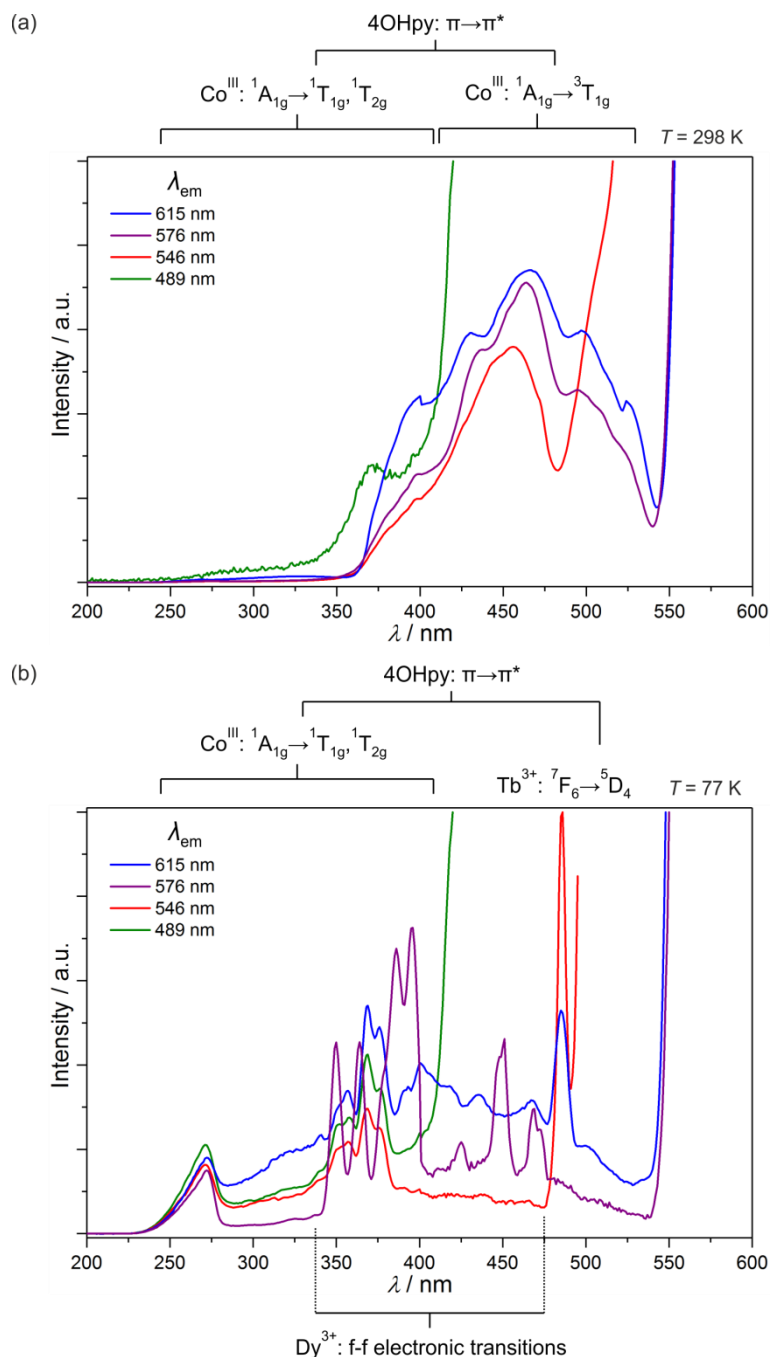 (a)
4OHpy: π→π*
Coᴵᴵᴵ: ¹A₁g→¹T₁g, ¹T₂g
Coᴵᴵᴵ: ¹A₁g→³T₁g
T = 298 K
λem
615 nm
576 nm
546 nm
489 nm
Intensity / a.u.
200 250 300 350 400 450 500 550 600
λ / nm
(b)
4OHpy: π→π*
Coᴵᴵᴵ: ¹A₁g→¹T₁g, ¹T₂g
Tb³⁺: ⁷F₆→⁵D₄
T = 77 K
λem
615 nm
576 nm
546 nm
489 nm
Intensity / a.u.
200 250 300 350 400 450 500 550 600
λ / nm
Dy³⁺: f-f electronic transitions